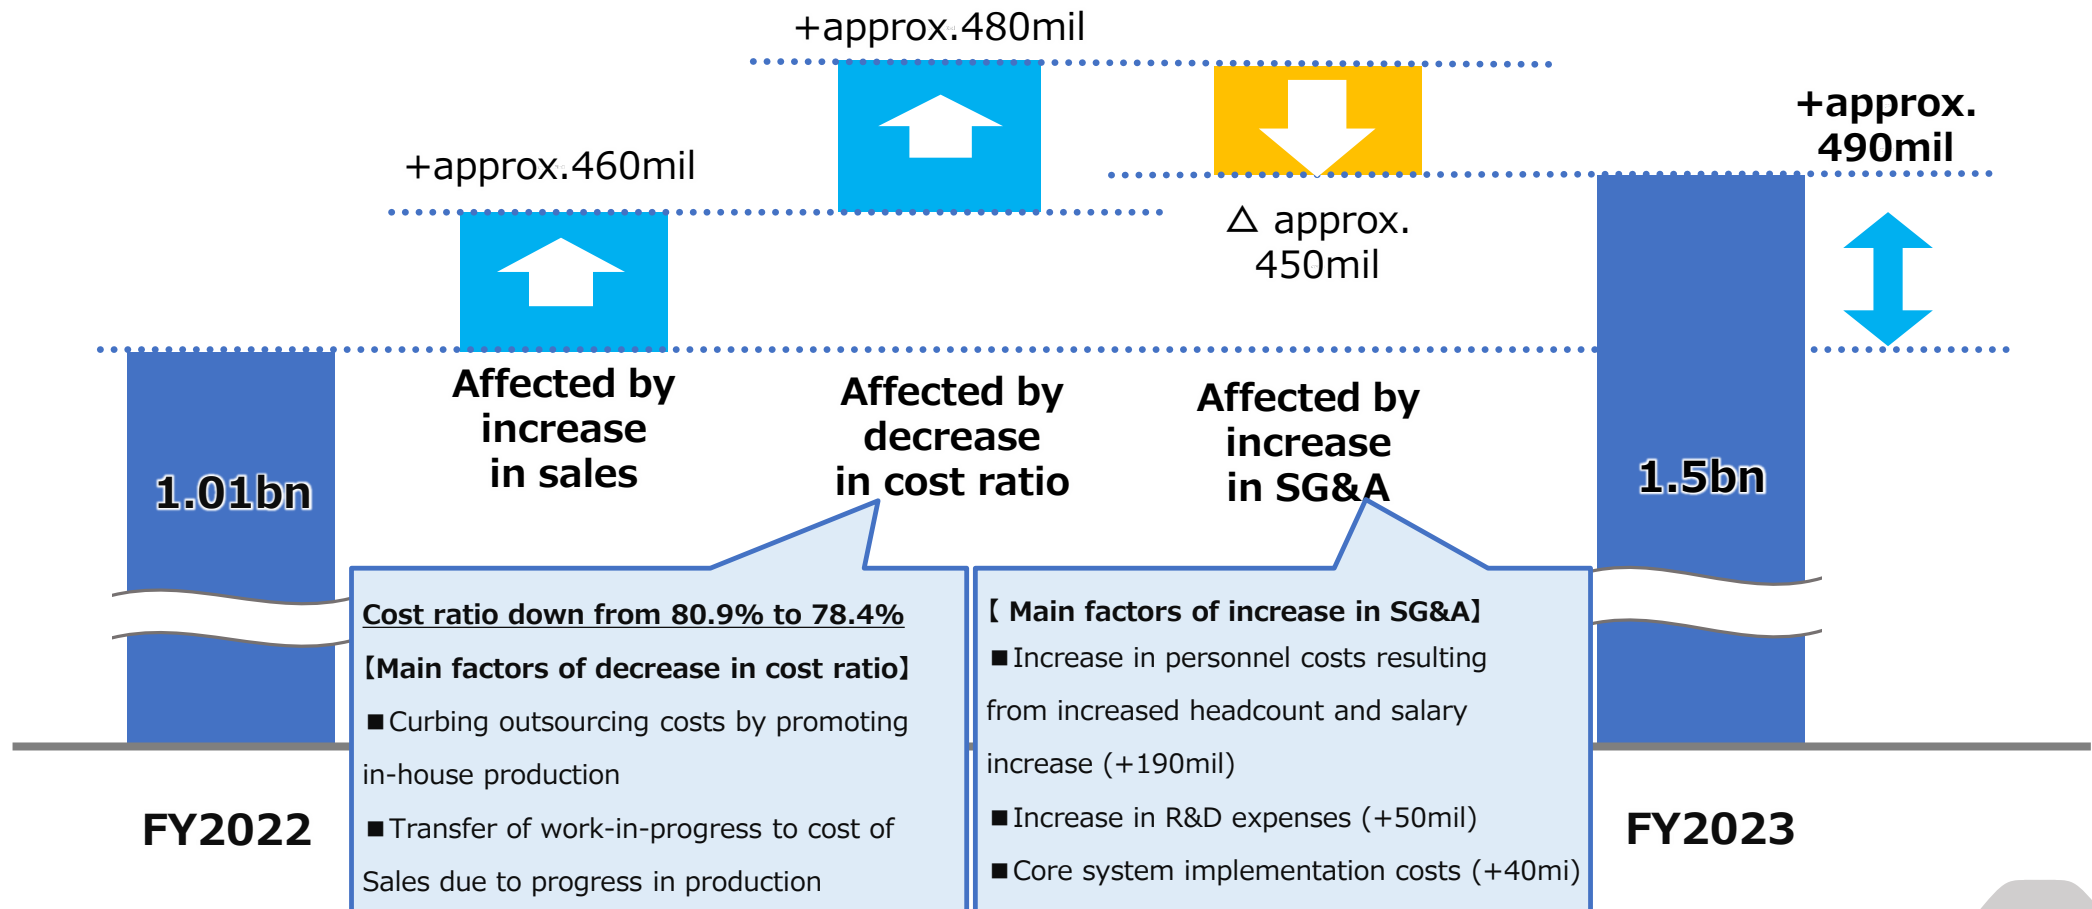 +approx.480mil
+approx.
490mil
+approx.460mil
△ approx.
450mil
Affected by
increase
in sales
Affected by
decrease
in cost ratio
Affected by
increase
in SG&A
1.01bn
1.5bn
Cost ratio down from 80.9% to 78.4%
【Main factors of decrease in cost ratio】
■Curbing outsourcing costs by promoting
in-house production
■Transfer of work-in-progress to cost of
Sales due to progress in production
【 Main factors of increase in SG&A】
■Increase in personnel costs resulting
from increased headcount and salary
increase (+190mil)
■Increase in R&D expenses (+50mil)
■Core system implementation costs (+40mi)
FY2022
FY2023